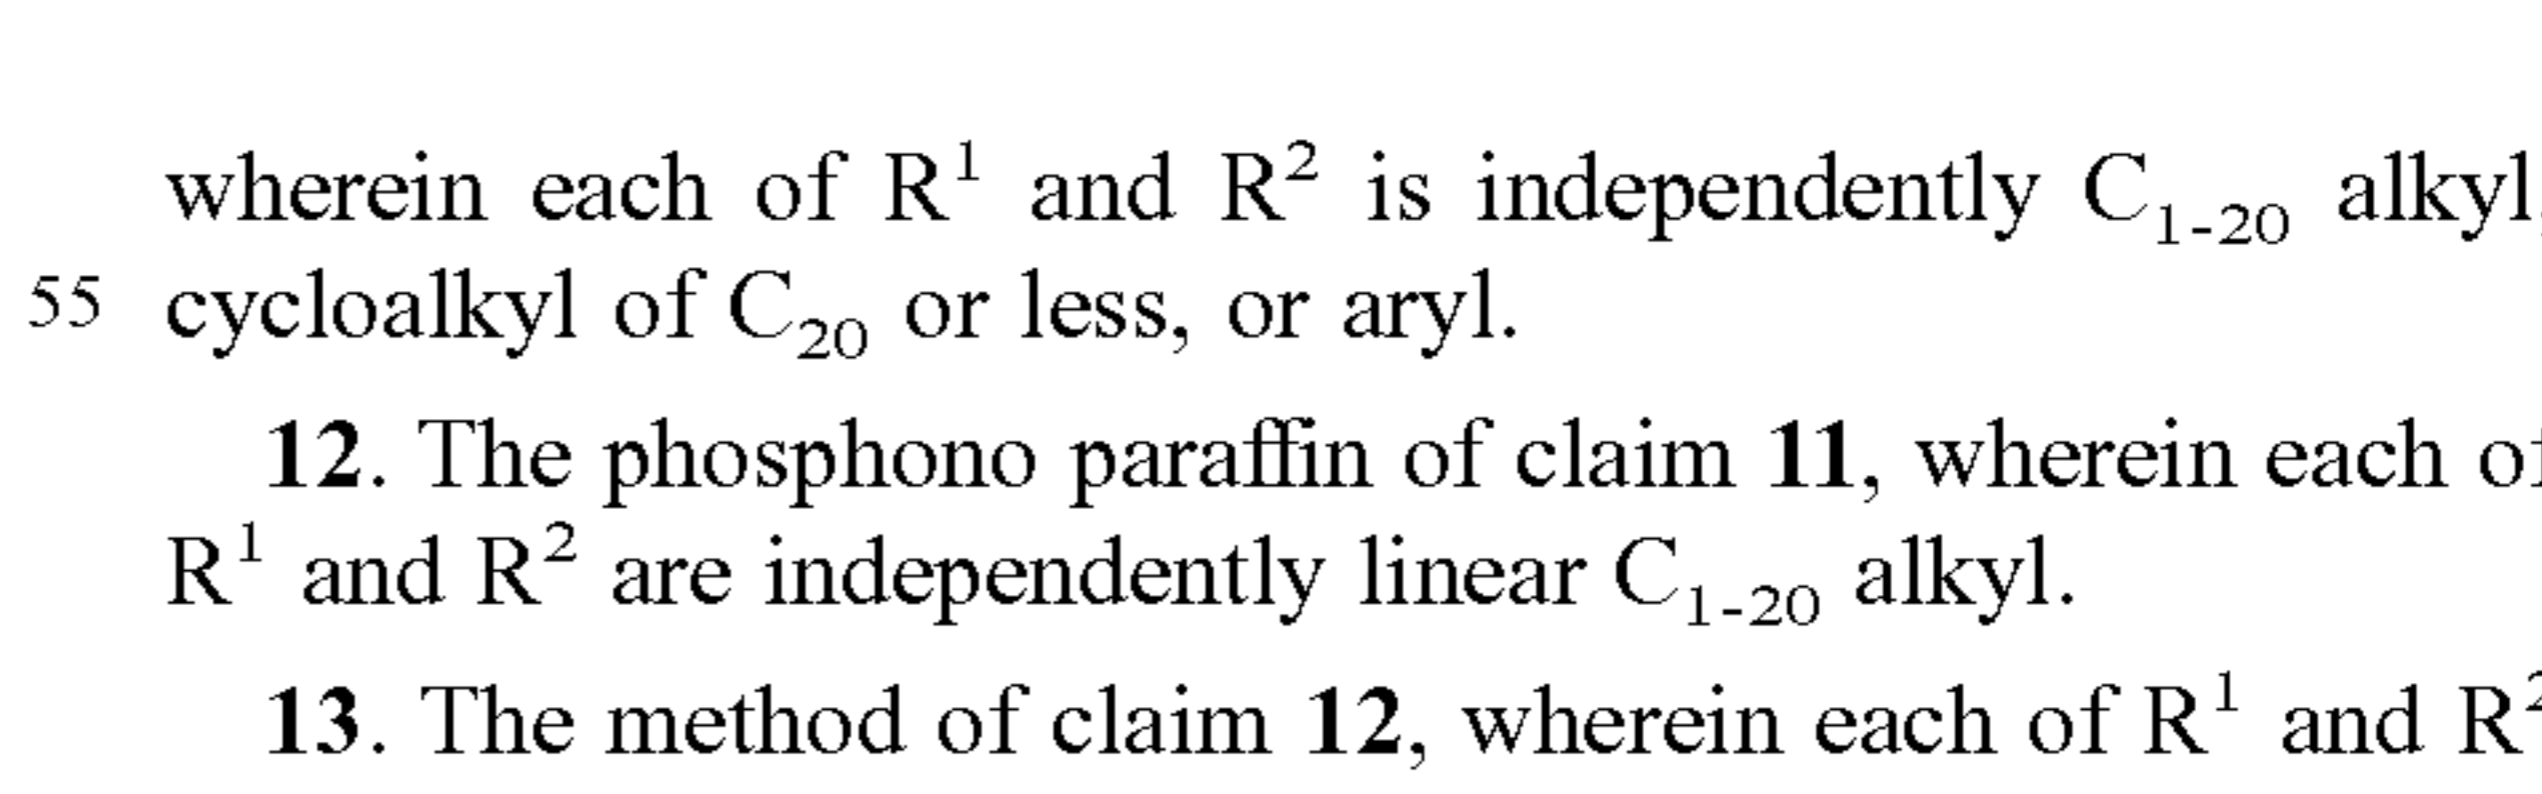 wherein each of R¹ and R² is independently C₁₋₂₀ alkyl,
55 cycloalkyl of C₂₀ or less, or aryl.
12. The phosphono paraffin of claim 11, wherein each of
R¹ and R² are independently linear C₁₋₂₀ alkyl.
13. The method of claim 12, wherein each of R¹ and R²